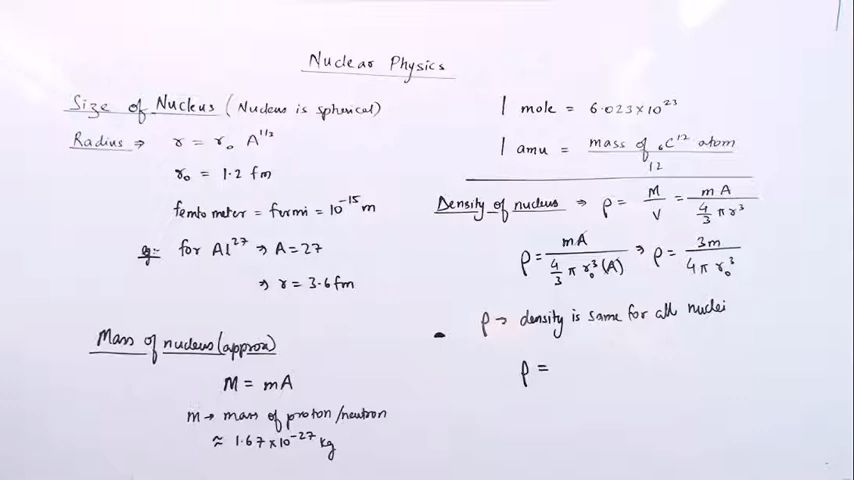 Nuclear Physics
Size of Nucleus (Nucleus is spherical)
Radius ⇒ r = r₀ A^1/3
r₀ = 1.2 fm
femto meter = furmi = 10⁻¹⁵ m
eg:- for Al²⁷ ⇒ A = 27
⇒ r = 3.6 fm
Mass of nucleus (approx)
M = mA
m → mass of proton/neutron
≈ 1.67 × 10⁻²⁷ kg
1 mole = 6.023 × 10²³
1 amu = mass of ₆C¹² atom / 12
Density of nucleus ⇒ ρ = M/V = mA / (4/3 π r³)
ρ = mA / (4/3 π r₀³ (A)) ⇒ ρ = 3m / (4π r₀³)
ρ → density is same for all nuclei
ρ =